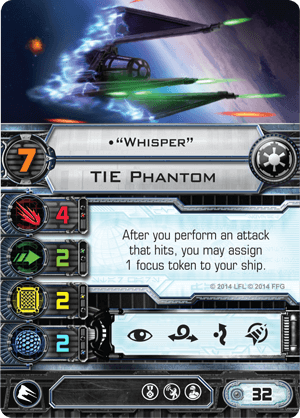 •“Whisper”
7
TIE Phantom
4
2
2
2
After you perform an attack
that hits, you may assign
1 focus token to your ship.
© 2014 LFL © 2014 FFG
32